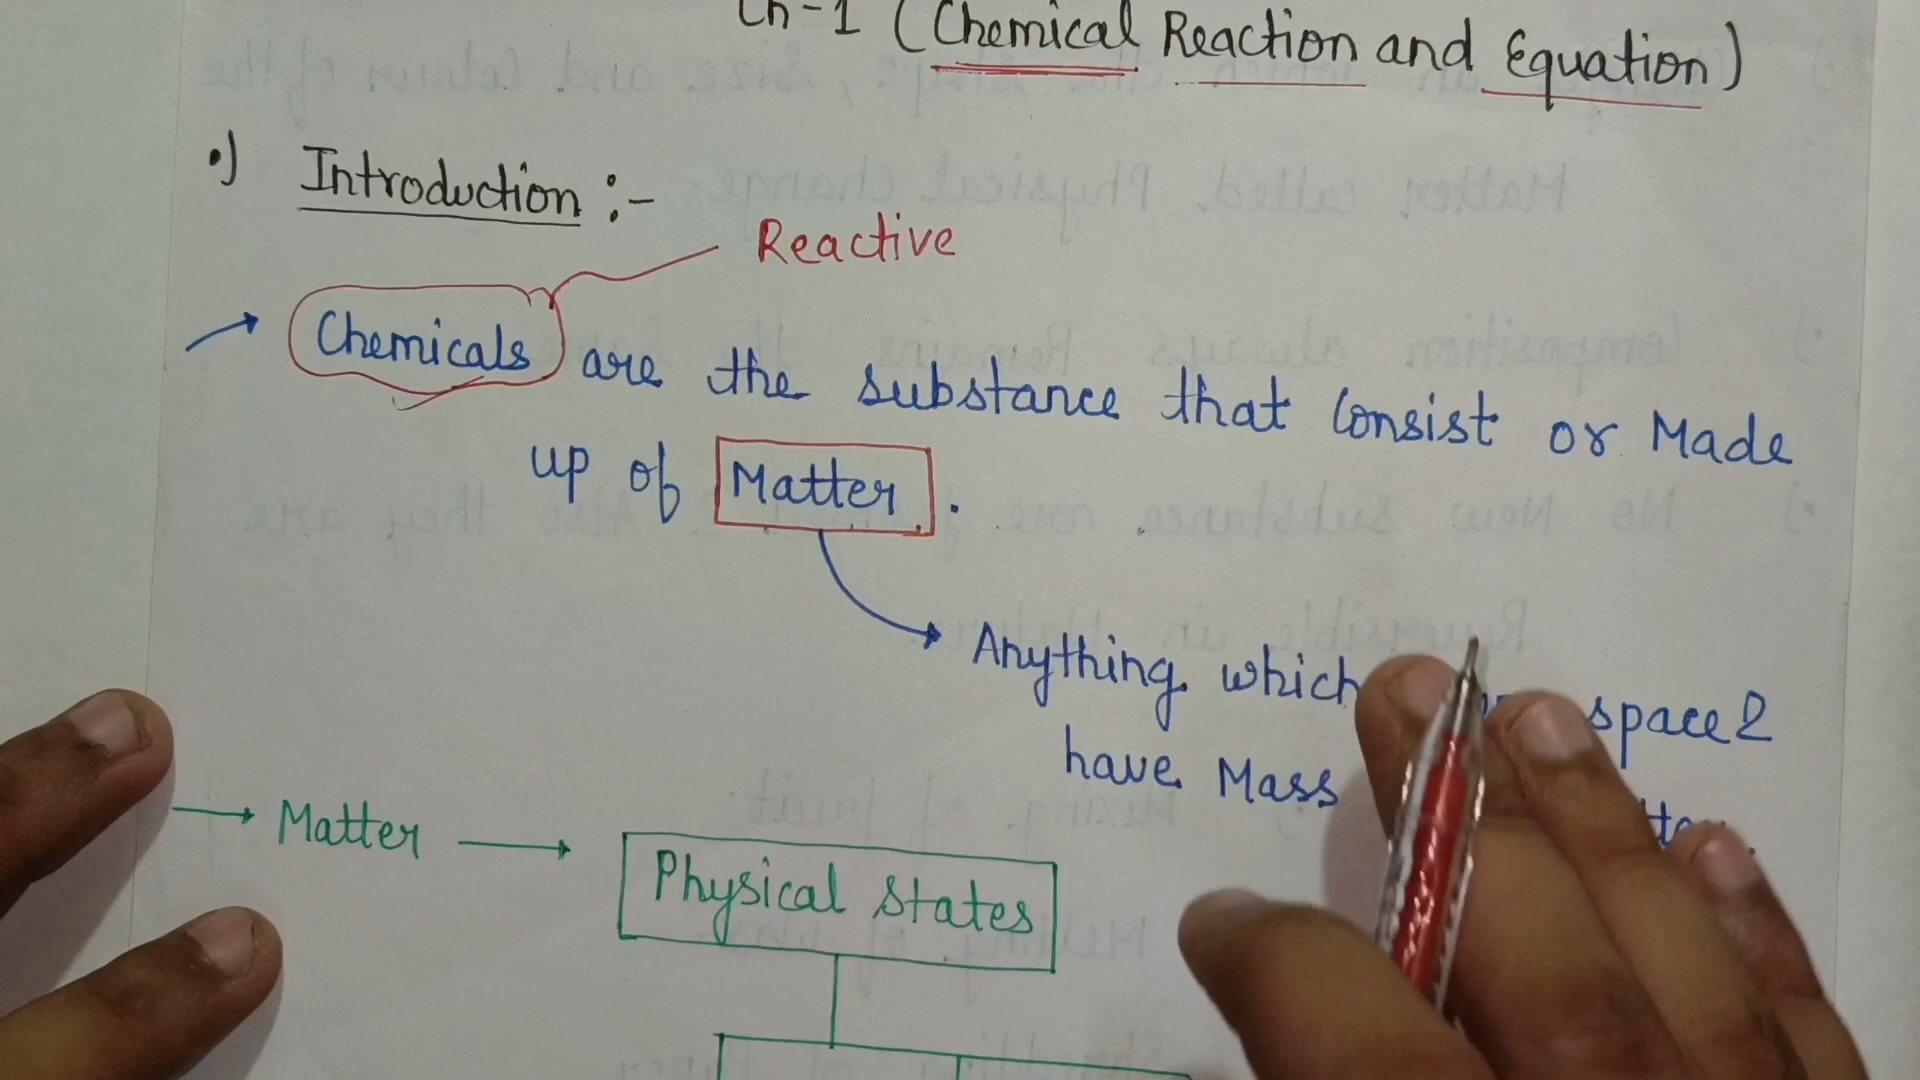 Ch-1 (Chemical Reaction and Equation)
•) Introduction :-
Reactive
→ Chemicals are the substance that Consist or Made
up of Matter.
→ Anything which space &
have Mass
→ Matter → Physical States